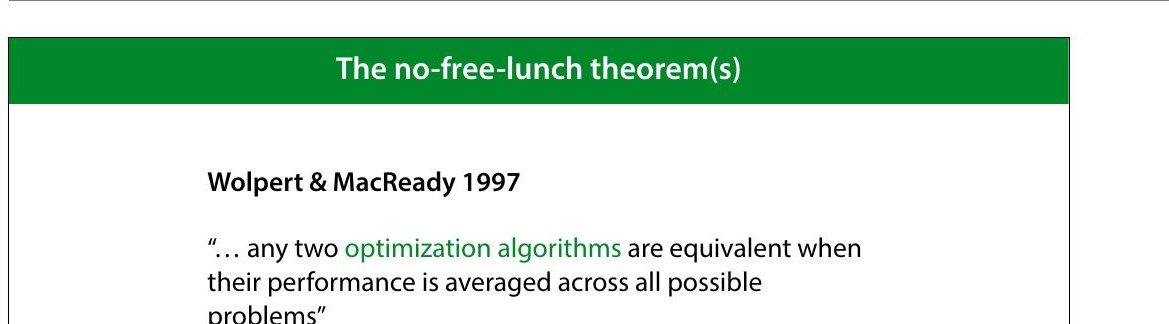 The no-free-lunch theorem(s)
Wolpert & MacReady 1997
“… any two optimization algorithms are equivalent when
their performance is averaged across all possible
problems”